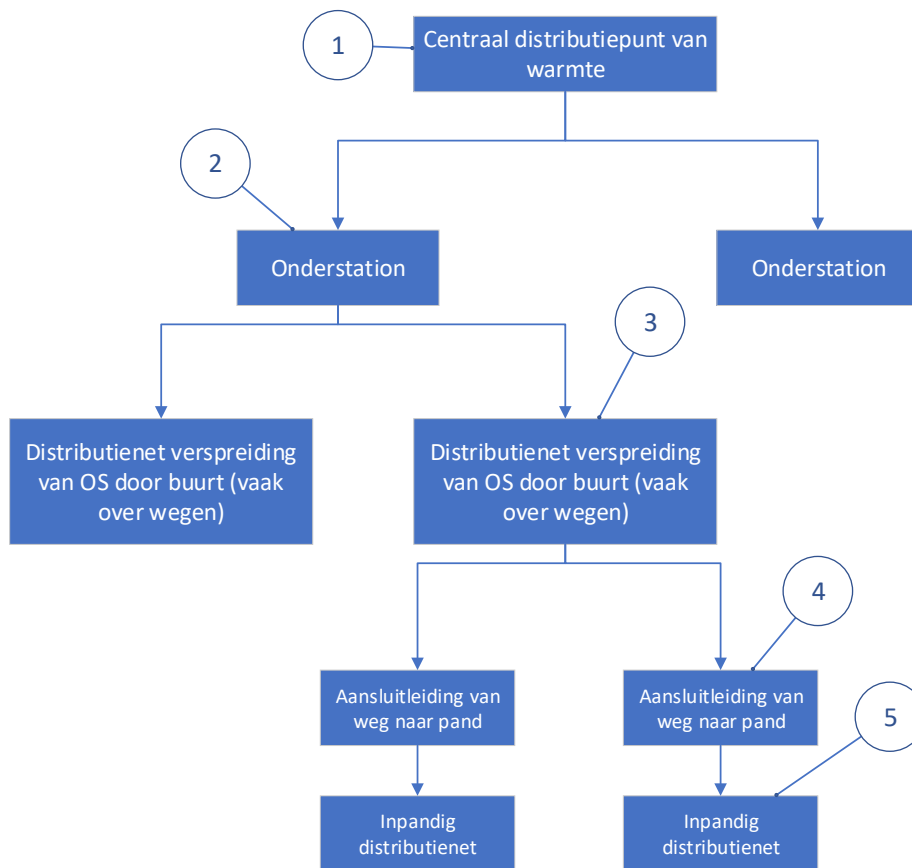 1
Centraal distributiepunt van
warmte
2
Onderstation
Onderstation
3
Distributienet verspreiding
van OS door buurt (vaak
over wegen)
Distributienet verspreiding
van OS door buurt (vaak
over wegen)
4
Aansluitleiding van
weg naar pand
Aansluitleiding van
weg naar pand
5
Inpandig
distributienet
Inpandig
distributienet